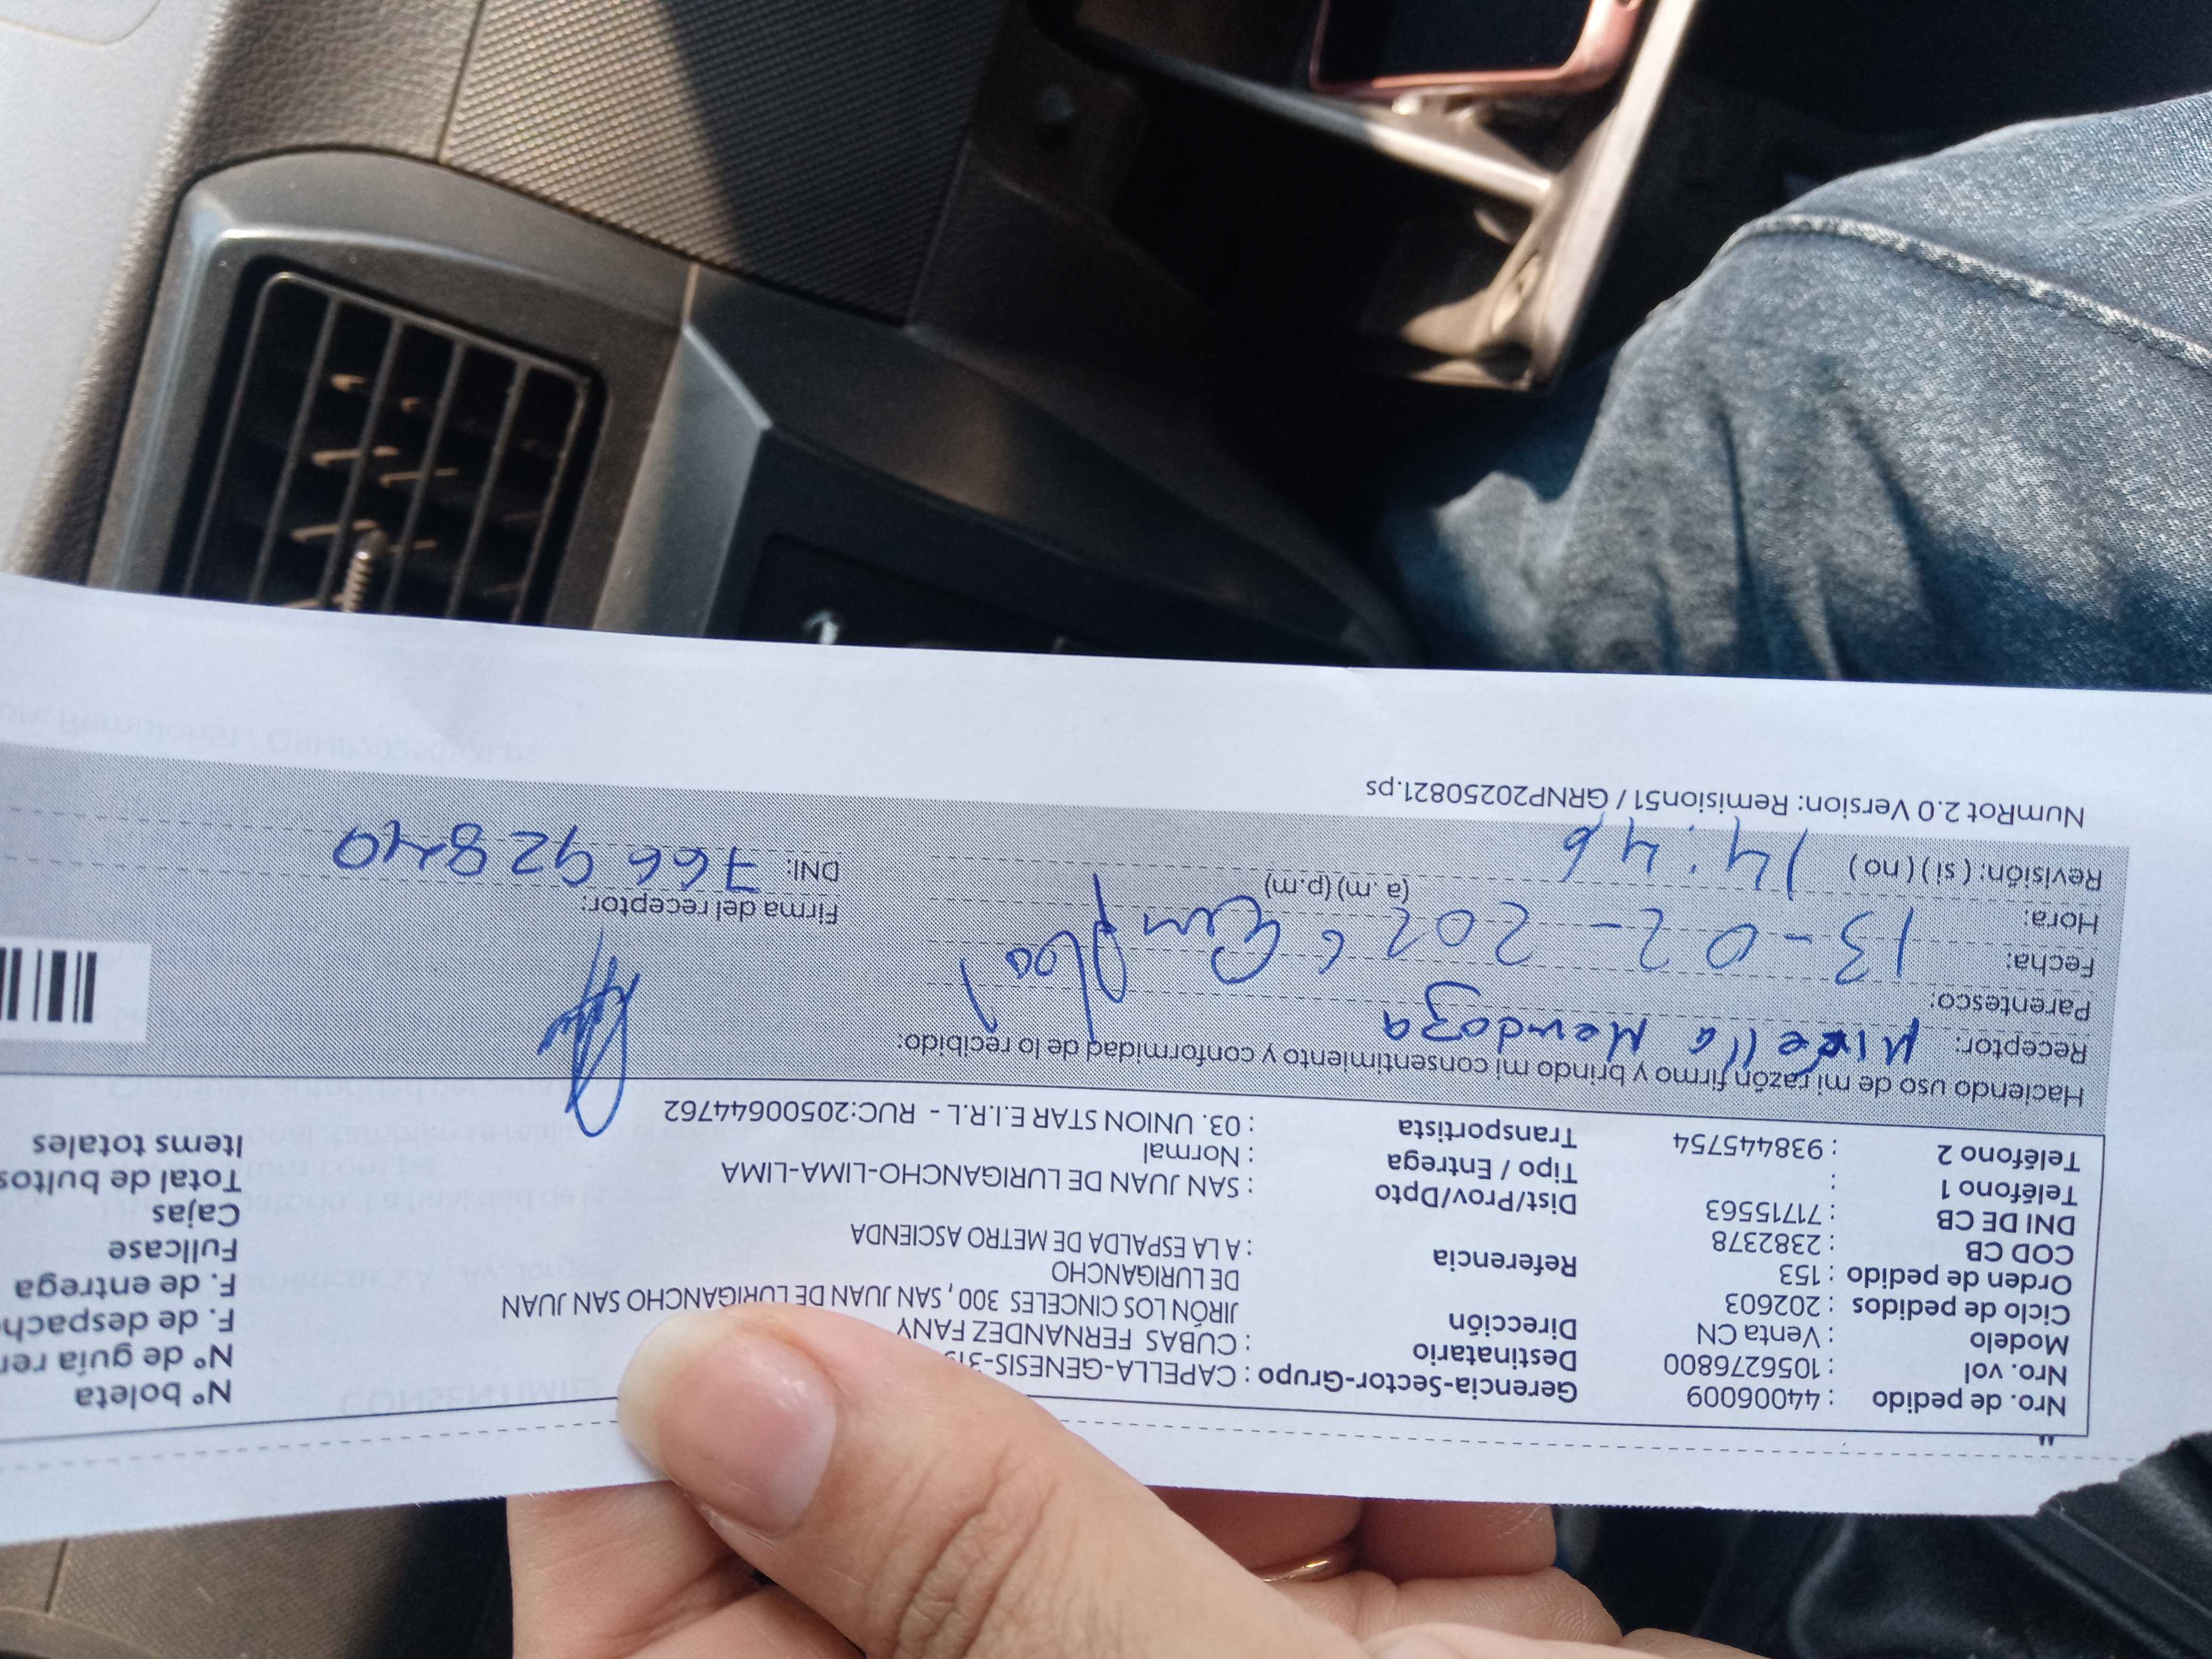 Nro. de pedido : 44006009
Nro. vol : 1056276800
Modelo : Venta CN
Ciclo de pedidos : 202603
Orden de pedido : 153
COD CB : 2382378
DNI DE CB : 71715563
Teléfono 1 :
Teléfono 2 : 938445754
Gerencia-Sector-Grupo : CAPELLA-GENESIS-
Destinatario : CUBAS FERNANDEZ FANY
Dirección JIRÓN LOS CINCELES 300, SAN JUAN DE LURIGANCHO SAN JUAN
DE LURIGANCHO
Referencia : A LA ESPALDA DE METRO ASCIENDA
Dist/Prov/Dpto : SAN JUAN DE LURIGANCHO-LIMA-LIMA
Tipo / Entrega : Normal
Transportista : 03. UNION STAR E.I.R.L - RUC:20500644762
Nº boleta
Nº de guía
F. de
F. de entrega
Fullcase
Cajas
Total de bultos
Items totales
Haciendo uso de mi razón firmo y brindo mi consentimiento y conformidad de lo recibido:
Receptor: Mirella Mendoza
Parentesco:
Fecha: 13-02-2026
Hora: 14:46 (a. m) (p.m)
Revisión: ( si ) ( no )
Firma del receptor:
DNI:
NumRot 2.0 Version: Remision51 / GRNP20250821.ps